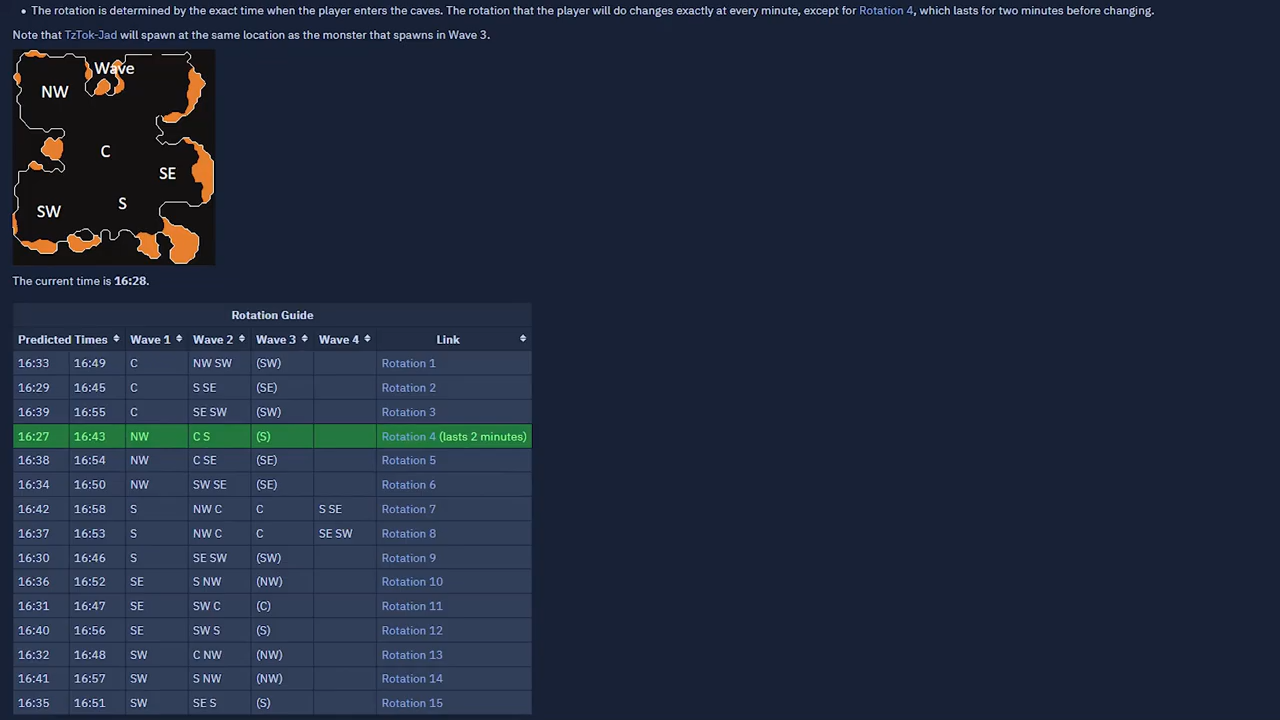 The rotation is determined by the exact time when the player enters the caves. The rotation that the player will do changes exactly at every minute, except for Rotation 4, which lasts for two minutes before changing.
Note that TzTok-Jad will spawn at the same location as the monster that spawns in Wave 3.
Wave
NW
C
SE
S
SW
The current time is 16:28.
Rotation Guide
Predicted Times Wave 1 Wave 2 Wave 3 Wave 4 Link
16:33 16:49 C NW SW (SW) Rotation 1
16:29 16:45 C S SE (SE) Rotation 2
16:39 16:55 C SE SW (SW) Rotation 3
16:27 16:43 NW C S (S) Rotation 4 (lasts 2 minutes)
16:38 16:54 NW C SE (SE) Rotation 5
16:34 16:50 NW SW SE (SE) Rotation 6
16:42 16:58 S NW C C S SE Rotation 7
16:37 16:53 S NW C C SE SW Rotation 8
16:30 16:46 S SE SW (SW) Rotation 9
16:36 16:52 SE S NW (NW) Rotation 10
16:31 16:47 SE SW C (C) Rotation 11
16:40 16:56 SE SW S (S) Rotation 12
16:32 16:48 SW C NW (NW) Rotation 13
16:41 16:57 SW S NW (NW) Rotation 14
16:35 16:51 SW SE S (S) Rotation 15